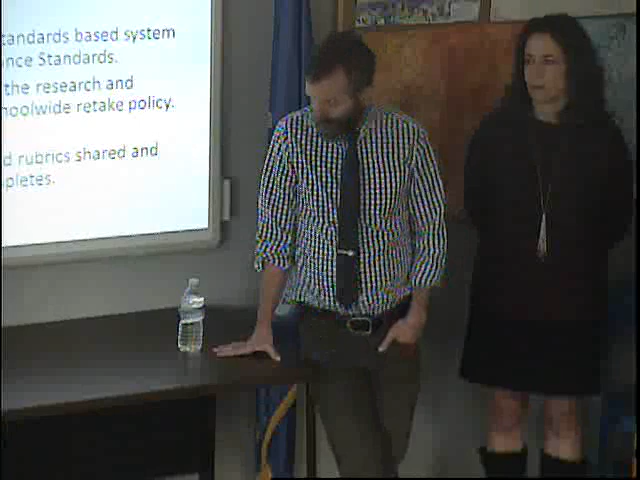 tandards based system
nce Standards.
the research and
hoolwide retake policy.
d rubrics shared and
pletes.